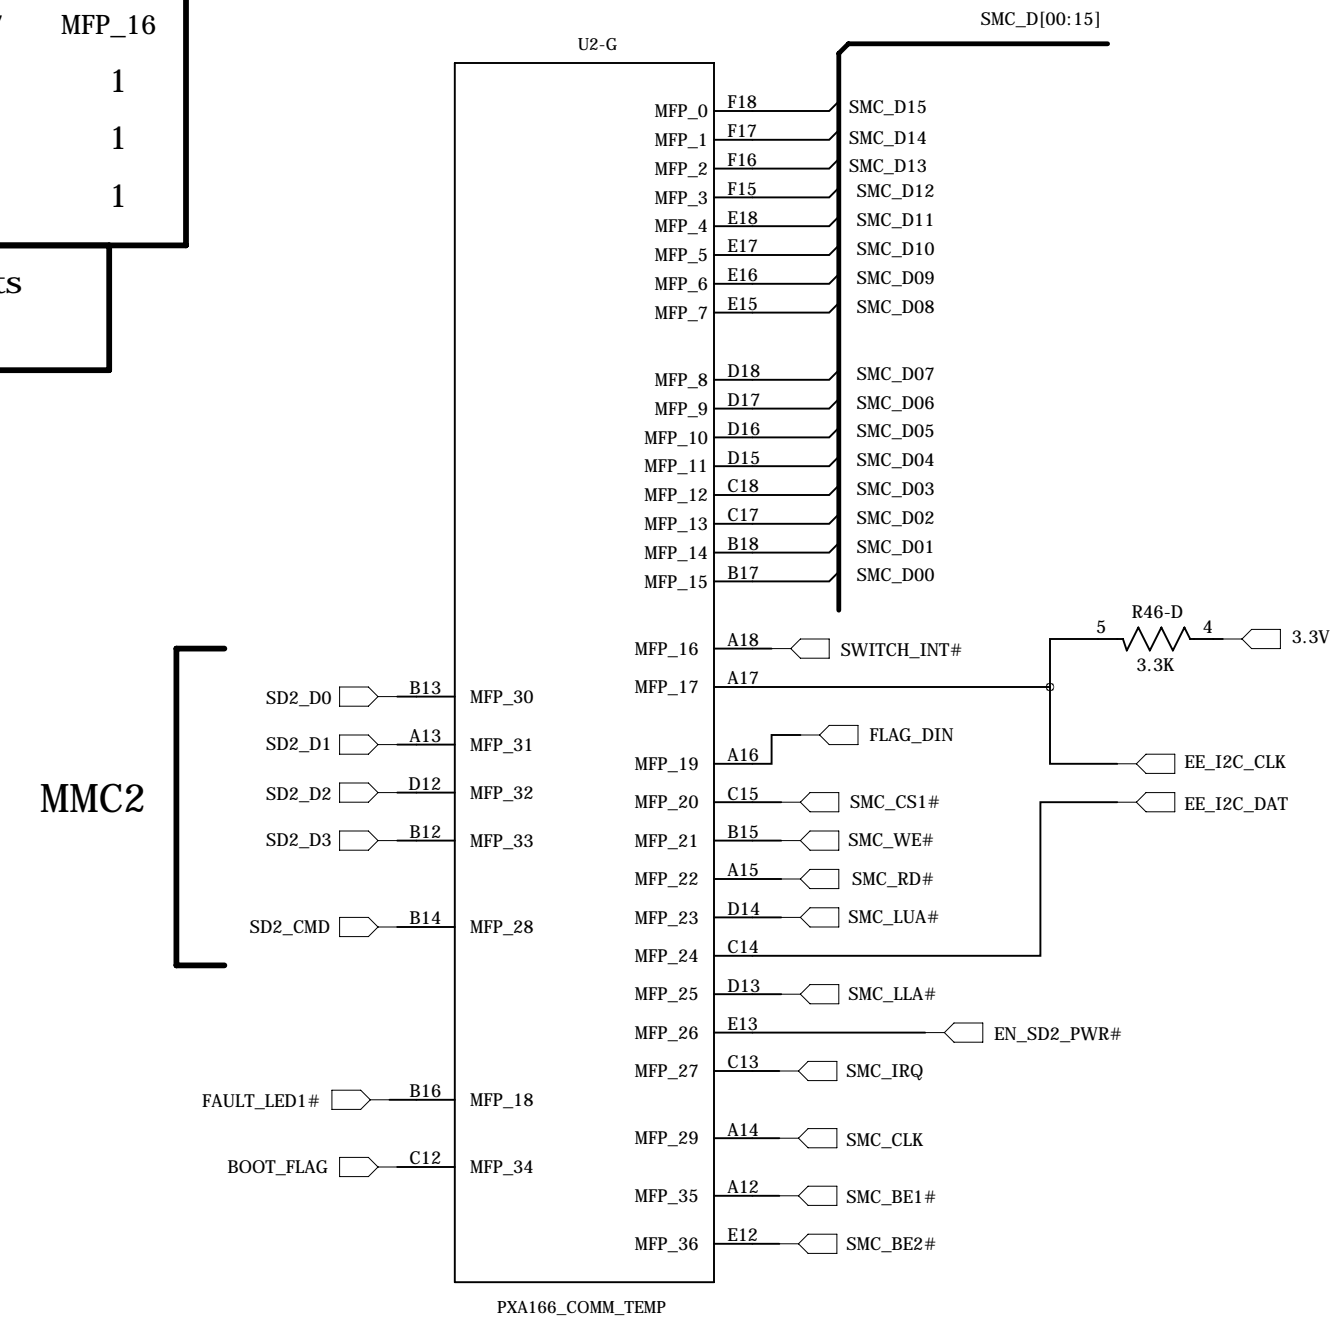 MFP_16
1
1
1
ts
SMC_D[00:15]
U2-G
MFP_0 F18 SMC_D15
MFP_1 F17 SMC_D14
MFP_2 F16 SMC_D13
MFP_3 F15 SMC_D12
MFP_4 E18 SMC_D11
MFP_5 E17 SMC_D10
MFP_6 E16 SMC_D09
MFP_7 E15 SMC_D08
MFP_8 D18 SMC_D07
MFP_9 D17 SMC_D06
MFP_10 D16 SMC_D05
MFP_11 D15 SMC_D04
MFP_12 C18 SMC_D03
MFP_13 C17 SMC_D02
MFP_14 B18 SMC_D01
MFP_15 B17 SMC_D00
R46-D
5 4 3.3V
3.3K
MFP_16 A18 SWITCH_INT#
MFP_17 A17
SD2_D0 B13 MFP_30
FLAG_DIN
SD2_D1 A13 MFP_31
MFP_19 A16 EE_I2C_CLK
MMC2
SD2_D2 D12 MFP_32
MFP_20 C15 SMC_CS1# EE_I2C_DAT
SD2_D3 B12 MFP_33
MFP_21 B15 SMC_WE#
MFP_22 A15 SMC_RD#
MFP_23 D14 SMC_LUA#
SD2_CMD B14 MFP_28
MFP_24 C14
MFP_25 D13 SMC_LLA#
MFP_26 E13 EN_SD2_PWR#
MFP_27 C13 SMC_IRQ
FAULT_LED1# B16 MFP_18
MFP_29 A14 SMC_CLK
BOOT_FLAG C12 MFP_34
MFP_35 A12 SMC_BE1#
MFP_36 E12 SMC_BE2#
PXA166_COMM_TEMP